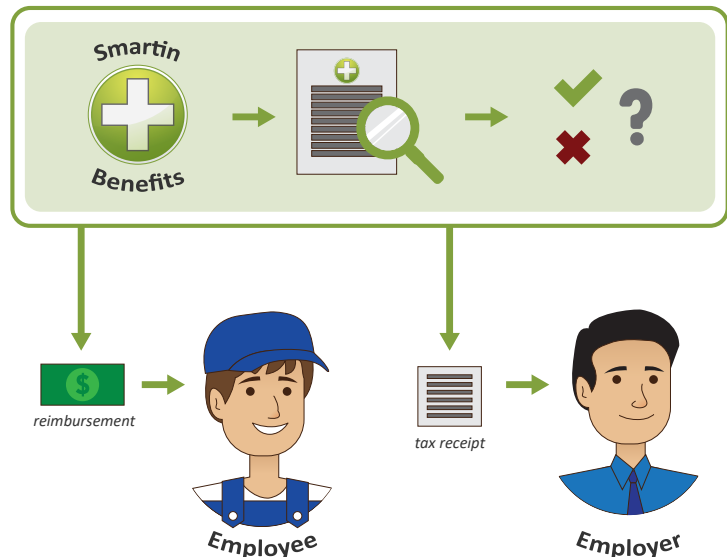 Smartin
Benefits
?
$
reimbursement
tax receipt
Employee
Employer